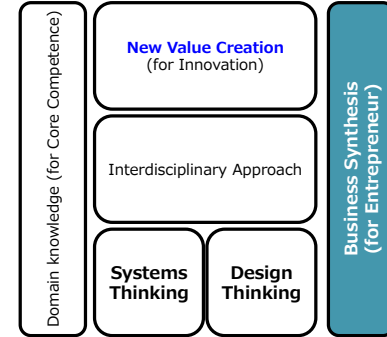 Domain knowledge (for Core Competence)
New Value Creation
(for Innovation)
Interdisciplinary Approach
Systems
Thinking
Design
Thinking
Business Synthesis
(for Entrepreneur)